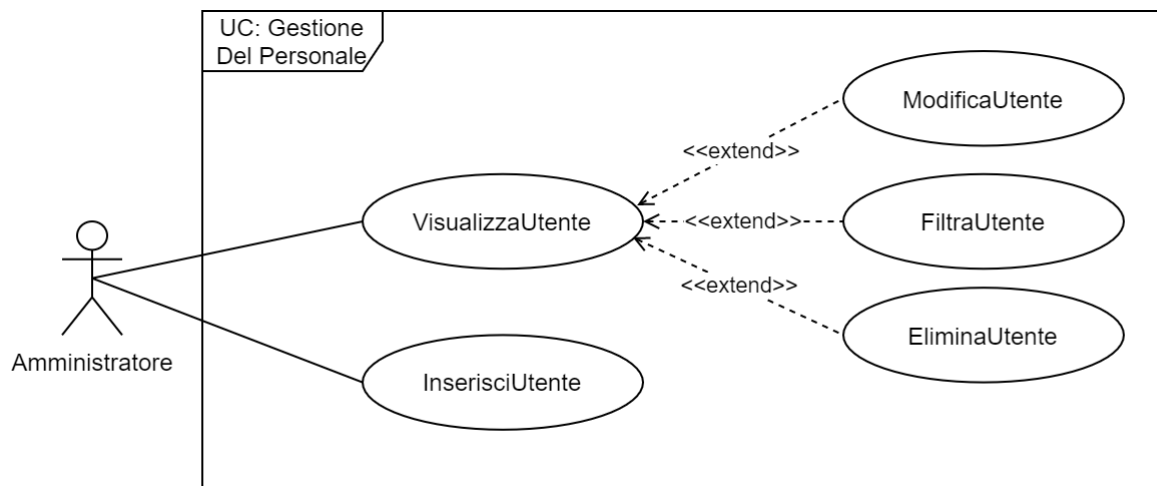 UC: Gestione
Del Personale
ModificaUtente
<<extend>>
VisualizzaUtente
<<extend>>
FiltraUtente
<<extend>>
EliminaUtente
Amministratore
InserisciUtente